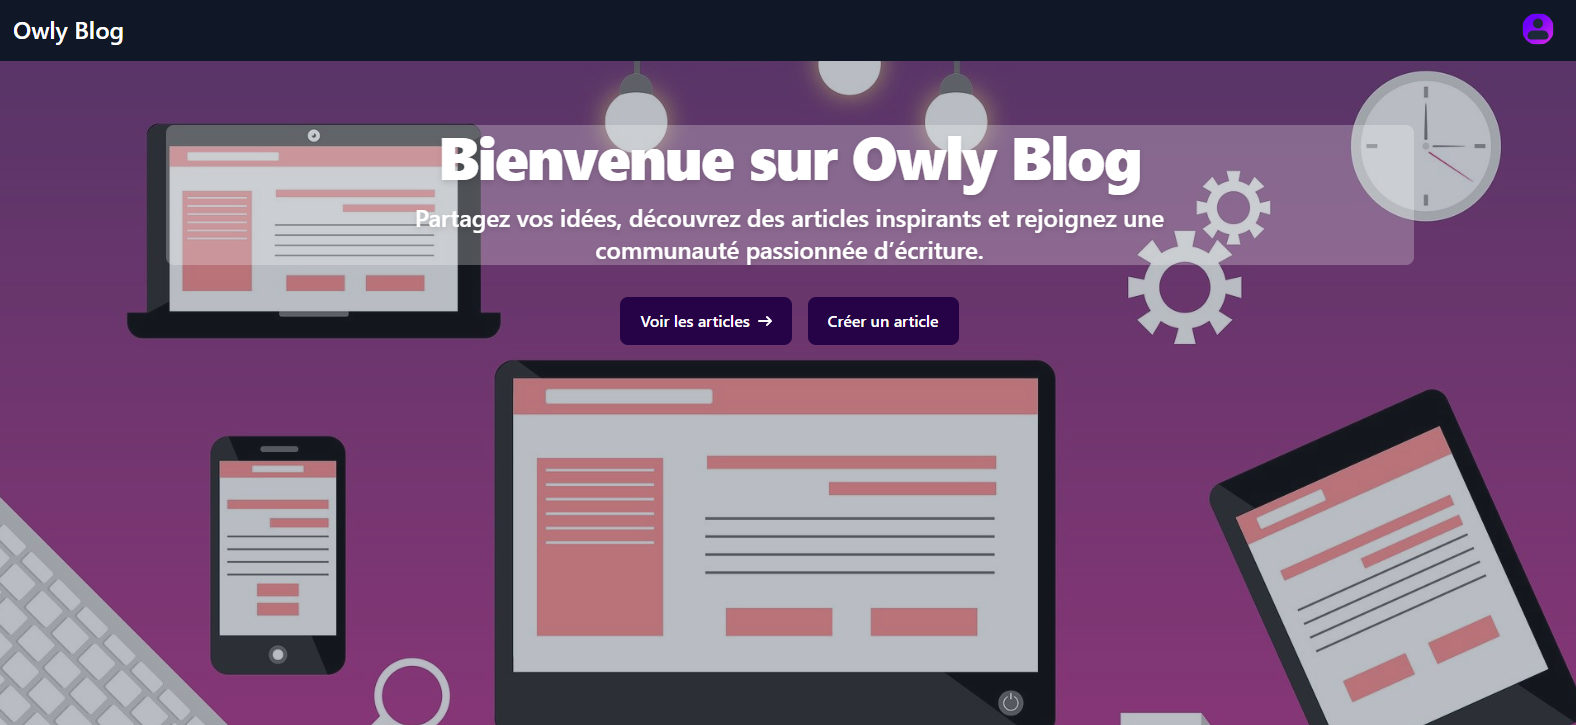 Owly Blog
Bienvenue sur Owly Blog
Partagez vos idées, découvrez des articles inspirants et rejoignez une
communauté passionnée d’écriture.
Voir les articles →
Créer un article